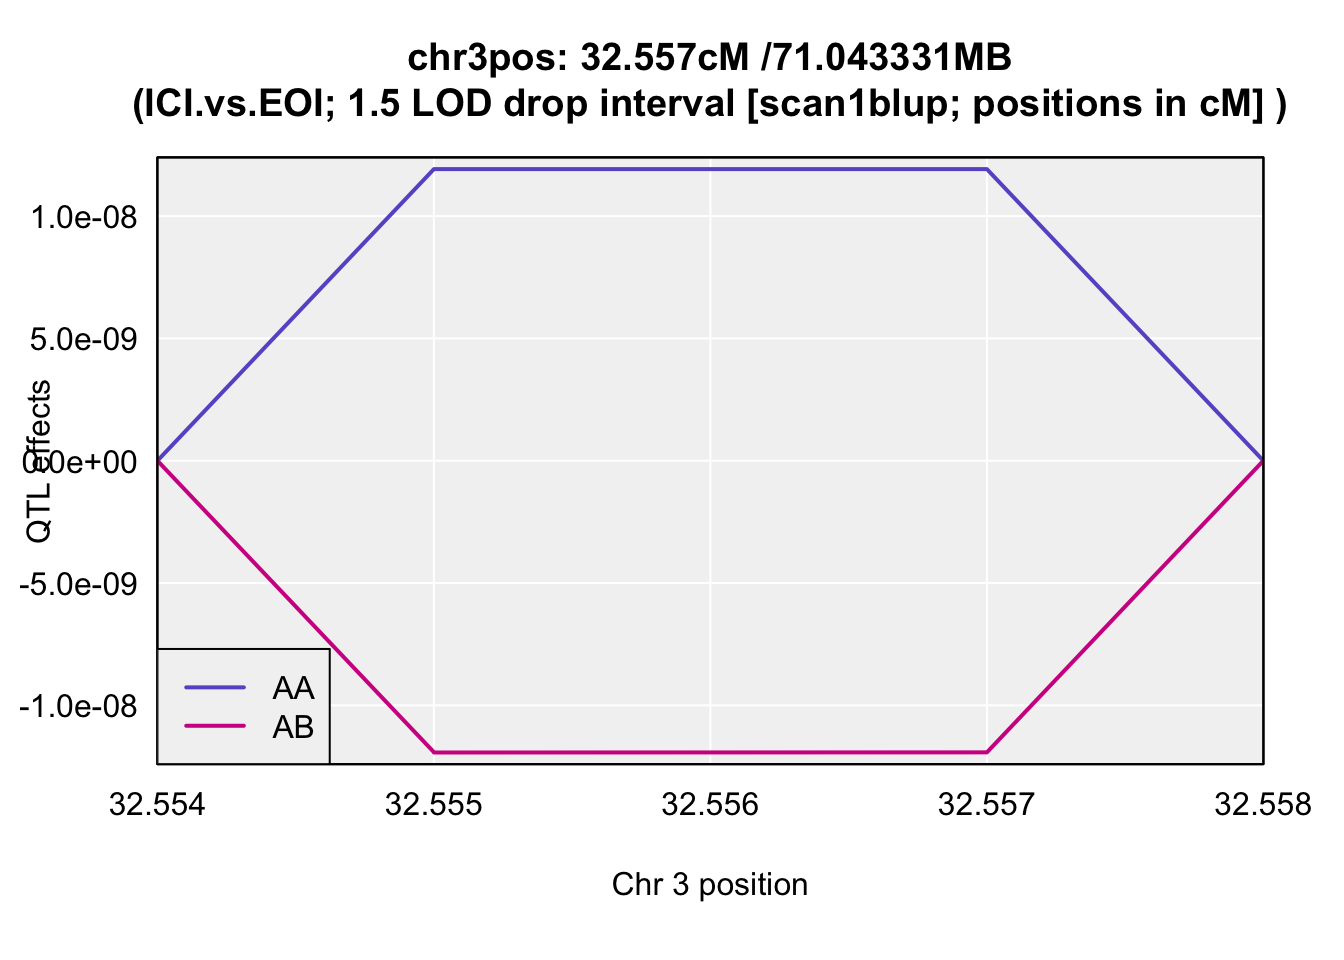 chr3pos: 32.557cM /71.043331MB
(ICI.vs.EOI; 1.5 LOD drop interval [scan1blup; positions in cM] )
QTL effects
1.0e-08
5.0e-09
0.0e+00
-5.0e-09
-1.0e-08
AA
AB
32.554 32.555 32.556 32.557 32.558
Chr 3 position